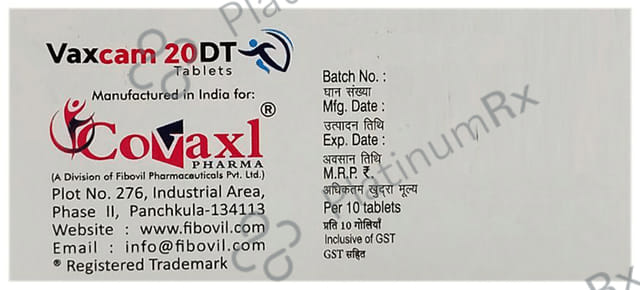 Vaxcam 20DT
Tablets
Manufactured in India for:
Covaxl®
PHARMA
(A Division of Fibovil Pharmaceuticals Pvt. Ltd.)
Plot No. 276, Industrial Area,
Phase II, Panchkula-134113
Website : www.fibovil.com
Email : info@fibovil.com
® Registered Trademark
Batch No. :
घान संख्या
Mfg. Date :
उत्पादन तिथि
Exp. Date :
अवसान तिथि
M.R.P. ₹.
अधिकतम खुदरा मूल्य
Per 10 tablets
प्रति 10 गोलियाँ
Inclusive of GST
GST सहित
PlatinumRx